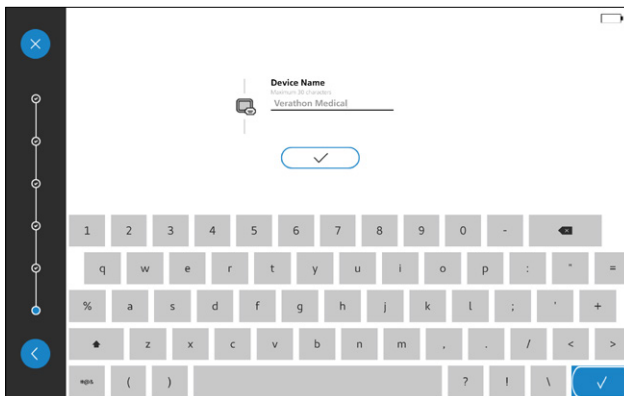 Device Name
Maximum 30 characters
Verathon Medical
1 2 3 4 5 6 7 8 9 0 -
q w e r t y u i o p : " =
% a s d f g h j k l ; ' +
z x c v b n m , . / < >
( ) ? ! \